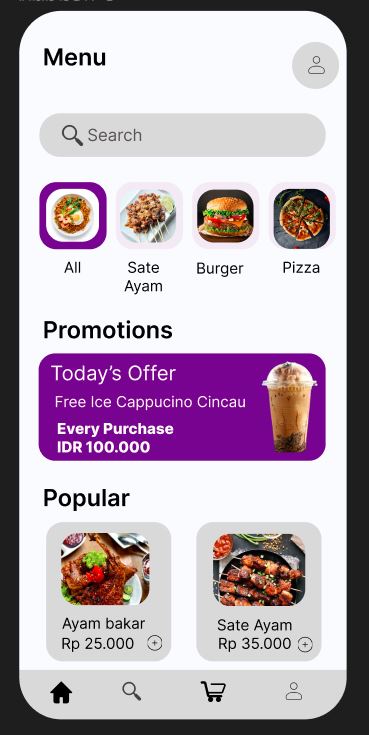 Menu
Search
All
Sate
Ayam
Burger
Pizza
Promotions
Today's Offer
Free Ice Cappucino Cincau
Every Purchase
IDR 100.000
Popular
Ayam bakar
Rp 25.000
Sate Ayam
Rp 35.000